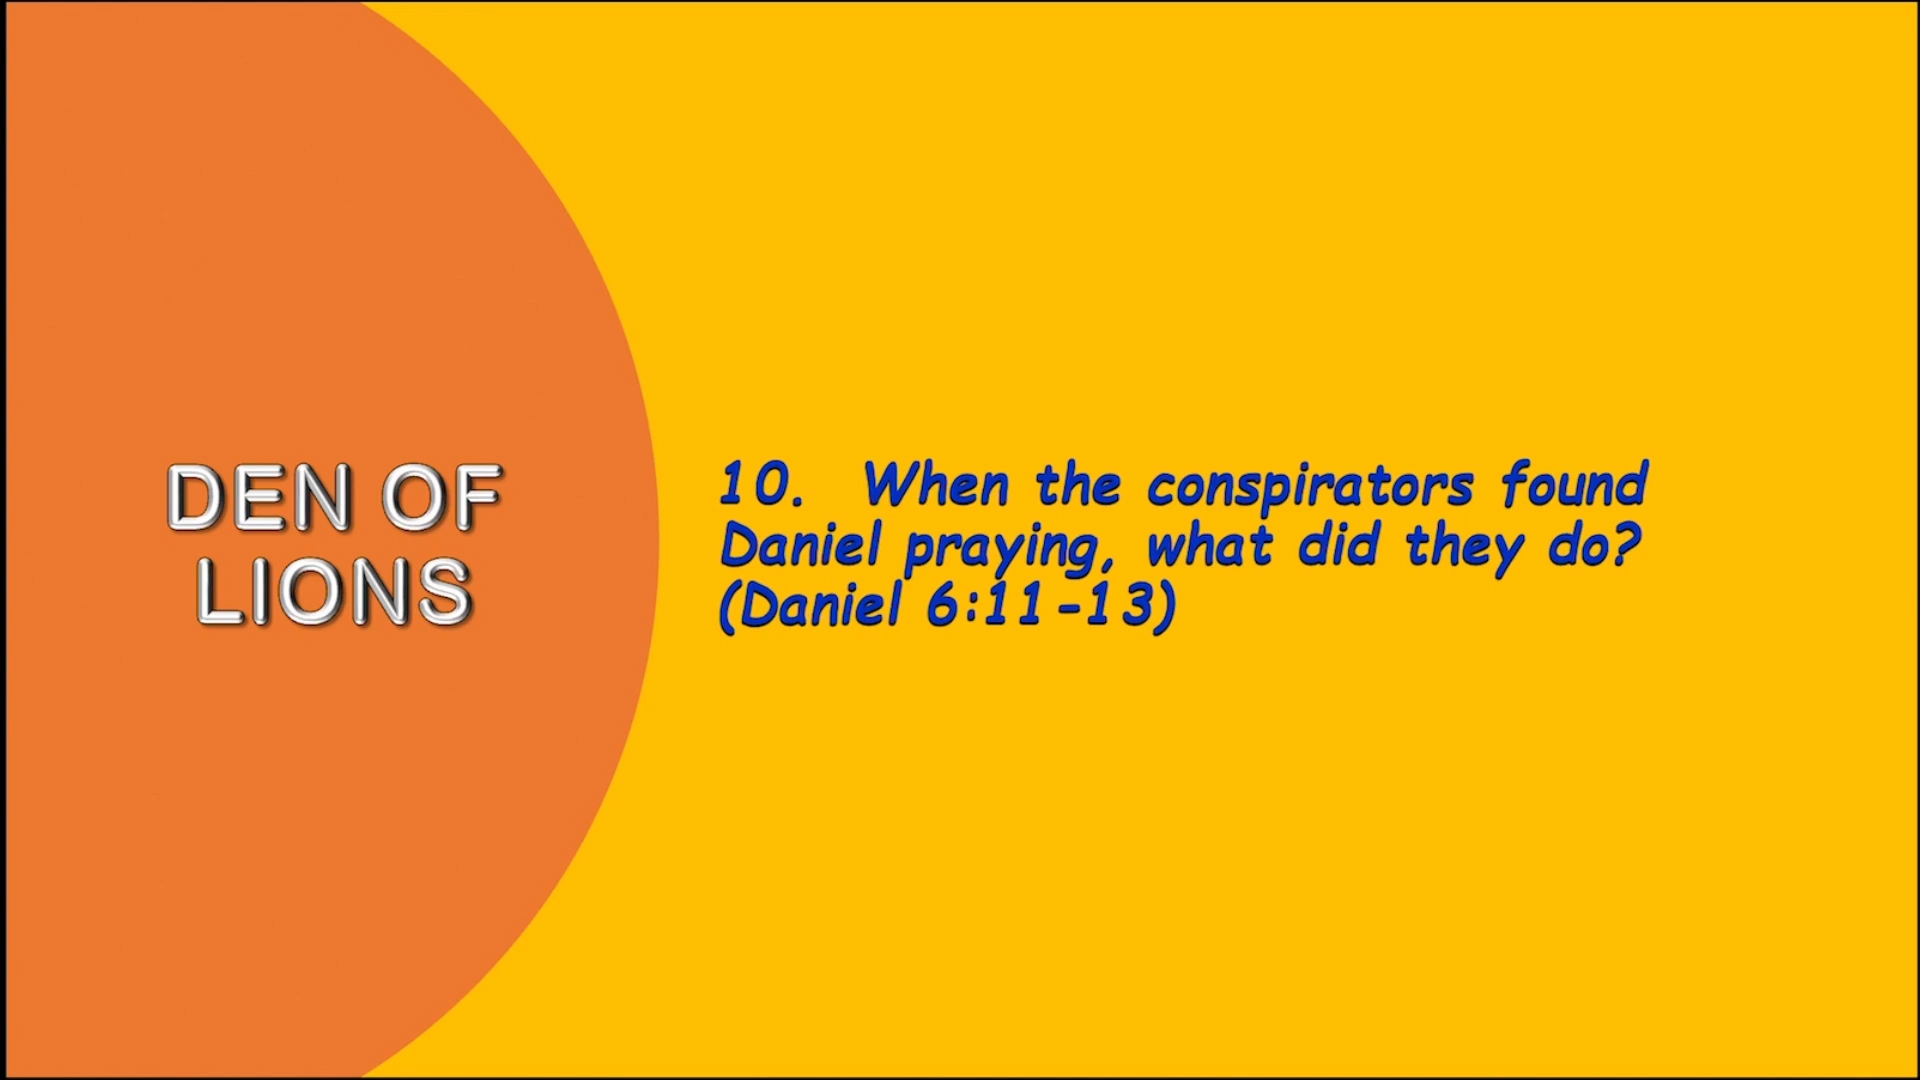 DEN OF
LIONS
10. When the conspirators found
Daniel praying, what did they do?
(Daniel 6:11-13)